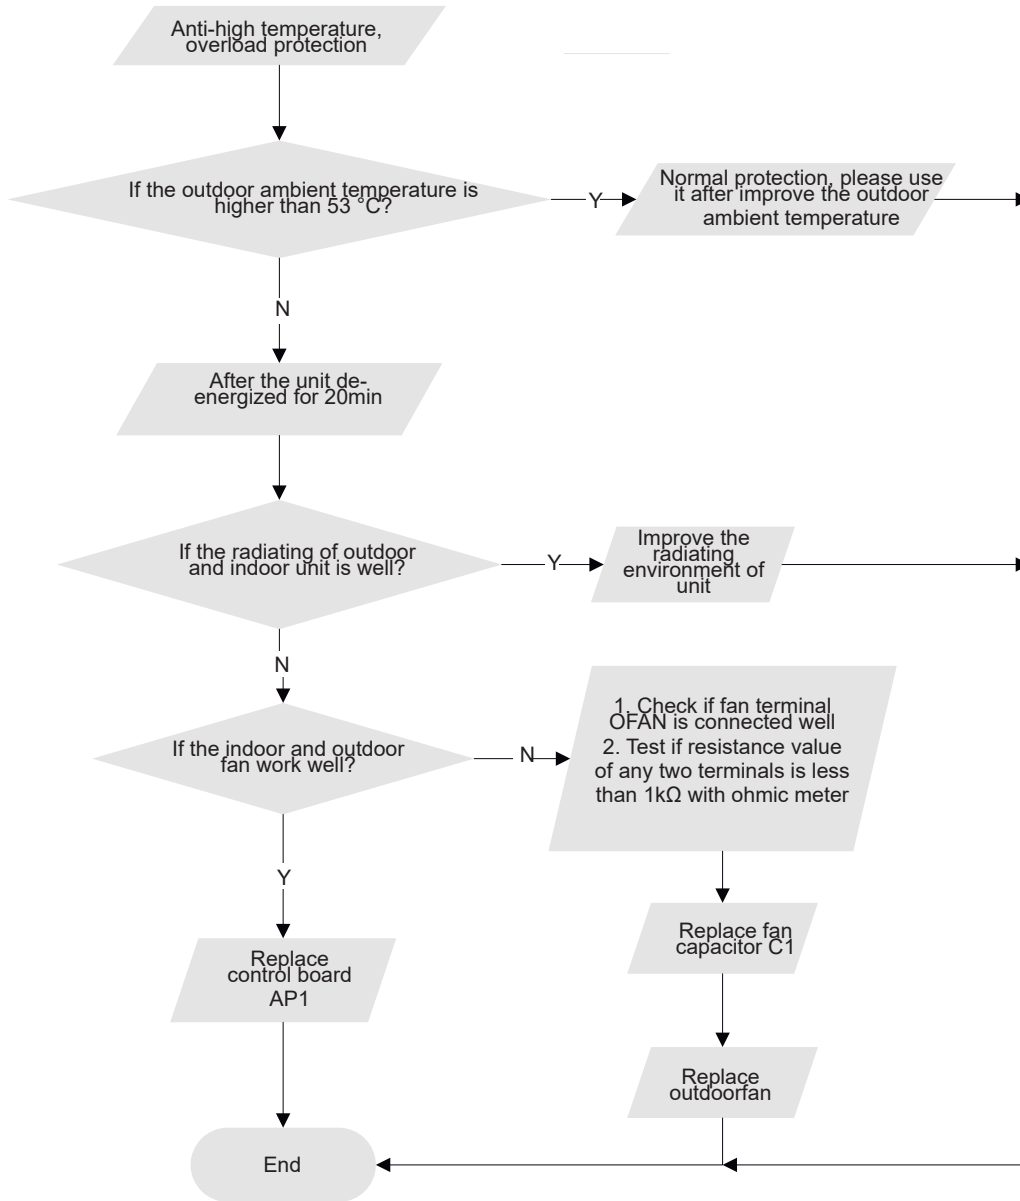 Anti-high temperature,
overload protection
If the outdoor ambient temperature is
higher than 53 °C?
Y
Normal protection, please use
it after improve the outdoor
ambient temperature
N
After the unit de-
energized for 20min
If the radiating of outdoor
and indoor unit is well?
Y
Improve the
radiating
environment of
unit
N
If the indoor and outdoor
fan work well?
N
1. Check if fan terminal
OFAN is connected well
2. Test if resistance value
of any two terminals is less
than 1kΩ with ohmic meter
Y
Replace fan
capacitor C1
Replace
control board
AP1
Replace
outdoorfan
End